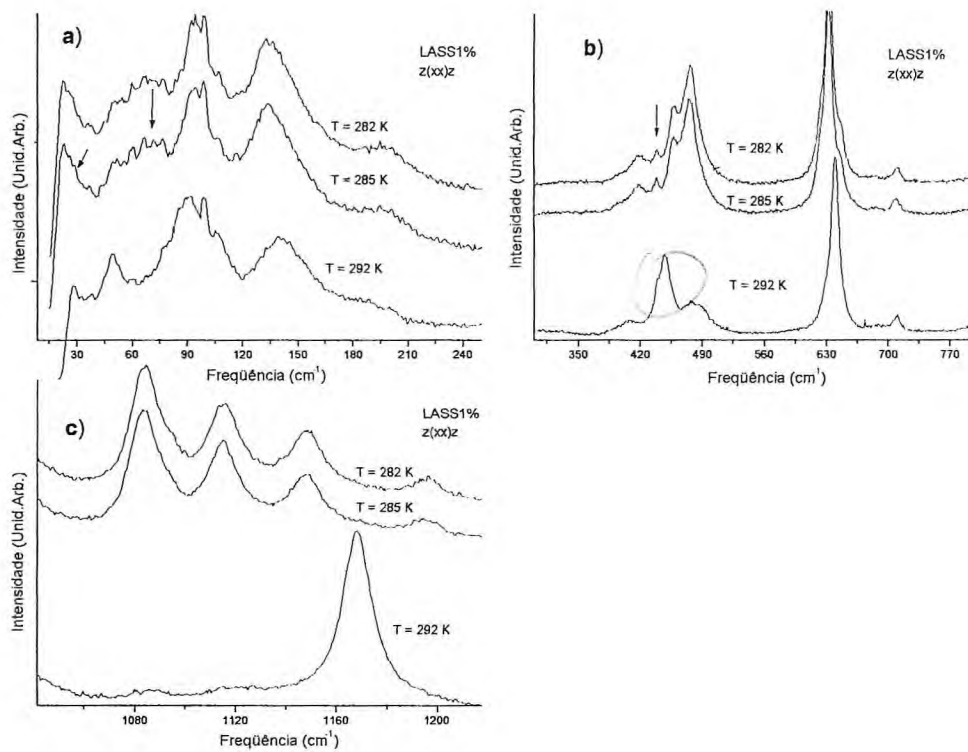 a)
LASS1%
z(xx)z
T = 282 K
T = 285 K
T = 292 K
Intensidade (Unid.Arb.)
30 60 90 120 150 180 210 240
Freqüência (cm-1)
b)
LASS1%
z(xx)z
T = 282 K
T = 285 K
T = 292 K
Intensidade (Unid.Arb.)
350 420 490 560 630 700 770
Freqüência (cm-1)
c)
LASS1%
z(xx)z
T = 282 K
T = 285 K
T = 292 K
Intensidade (Unid.Arb.)
1080 1120 1160 1200
Freqüência (cm-1)